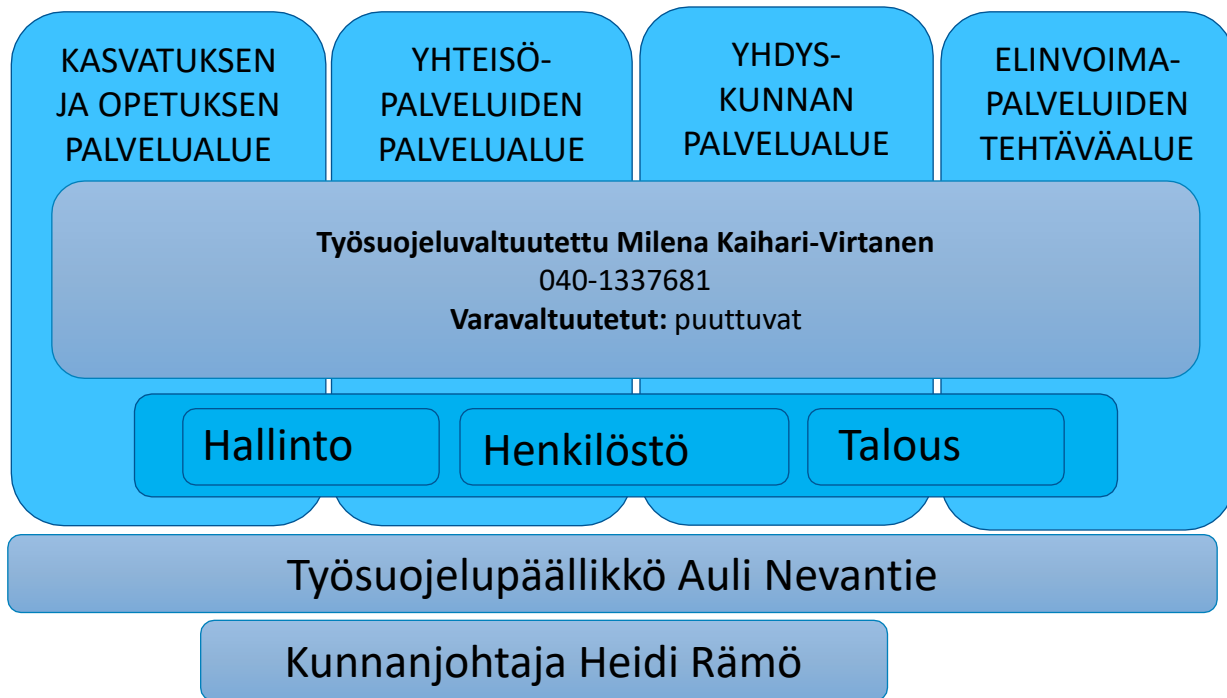 KASVATUKSEN
JA OPETUKSEN
PALVELUALUE
YHTEISÖ-
PALVELUIDEN
PALVELUALUE
YHDYS-
KUNNAN
PALVELUALUE
ELINVOIMA-
PALVELUIDEN
TEHTÄVÄALUE
Työsuojeluvaltuutettu Milena Kaihari-Virtanen
040-1337681
Varavaltuutetut: puuttuvat
Hallinto
Henkilöstö
Talous
Työsuojelupäällikkö Auli Nevantie
Kunnanjohtaja Heidi Rämö